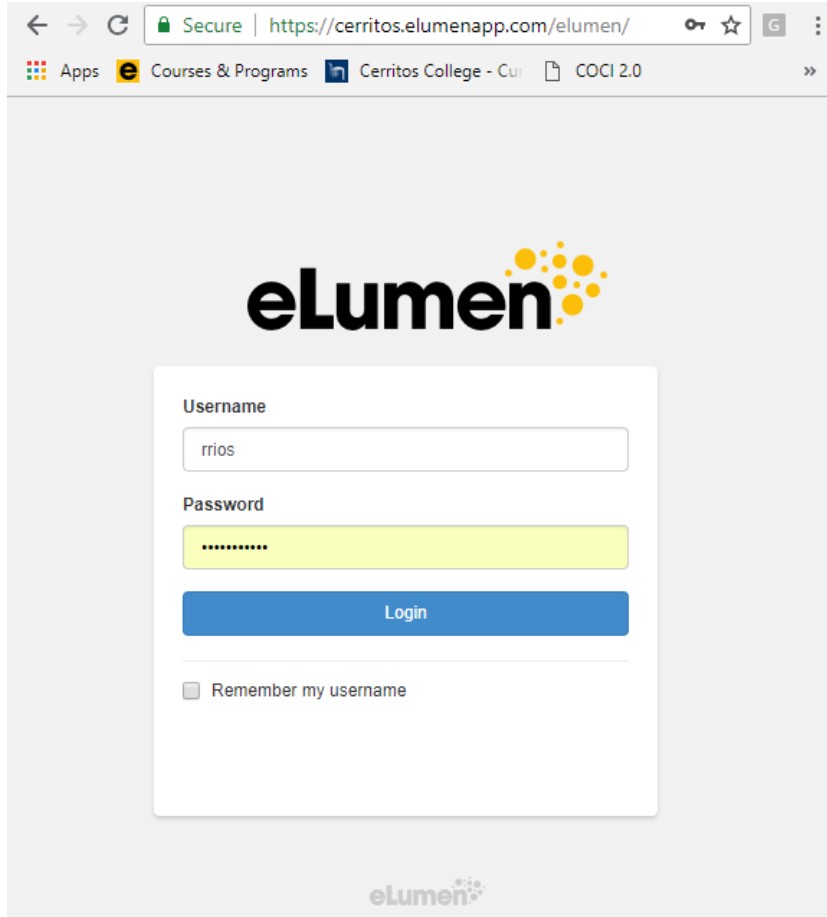 Secure | https://cerritos.elumenapp.com/elumen/ G
Apps e Courses & Programs Cerritos College - Cu COCI 2.0 »
eLumen
Username
rrios
Password
•••••••••••
Login
Remember my username
eLumen